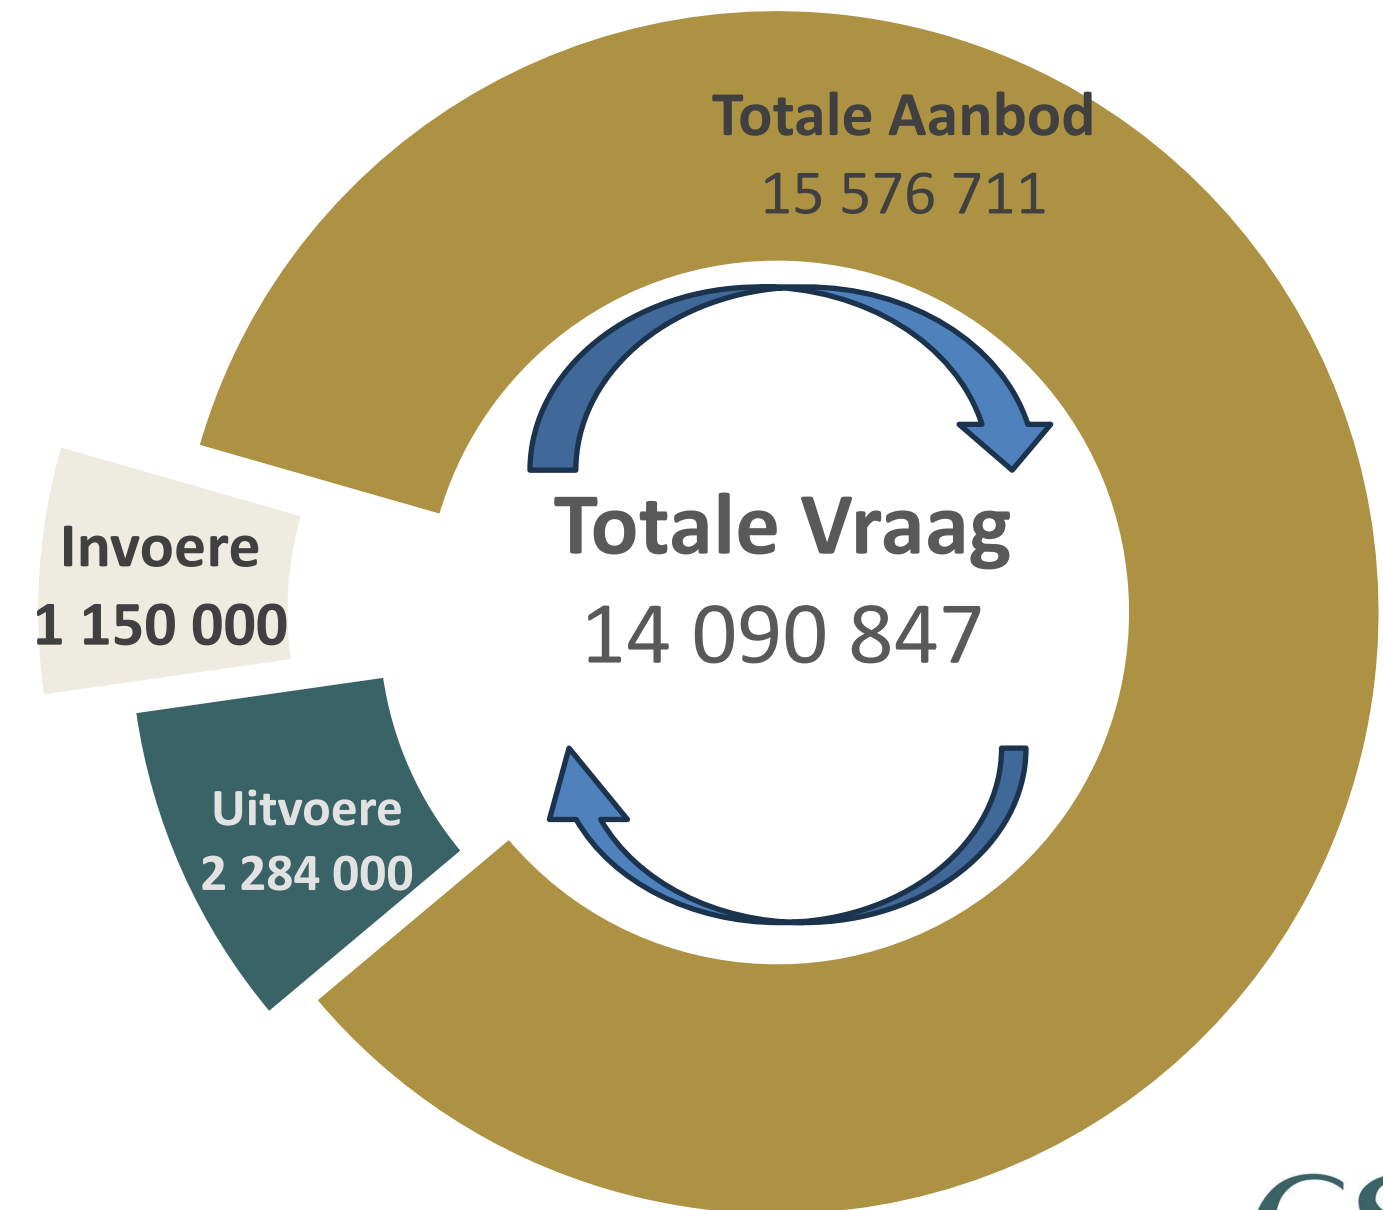 Totale Aanbod
15 576 711
Totale Vraag
14 090 847
Invoere
1 150 000
Uitvoere
2 284 000